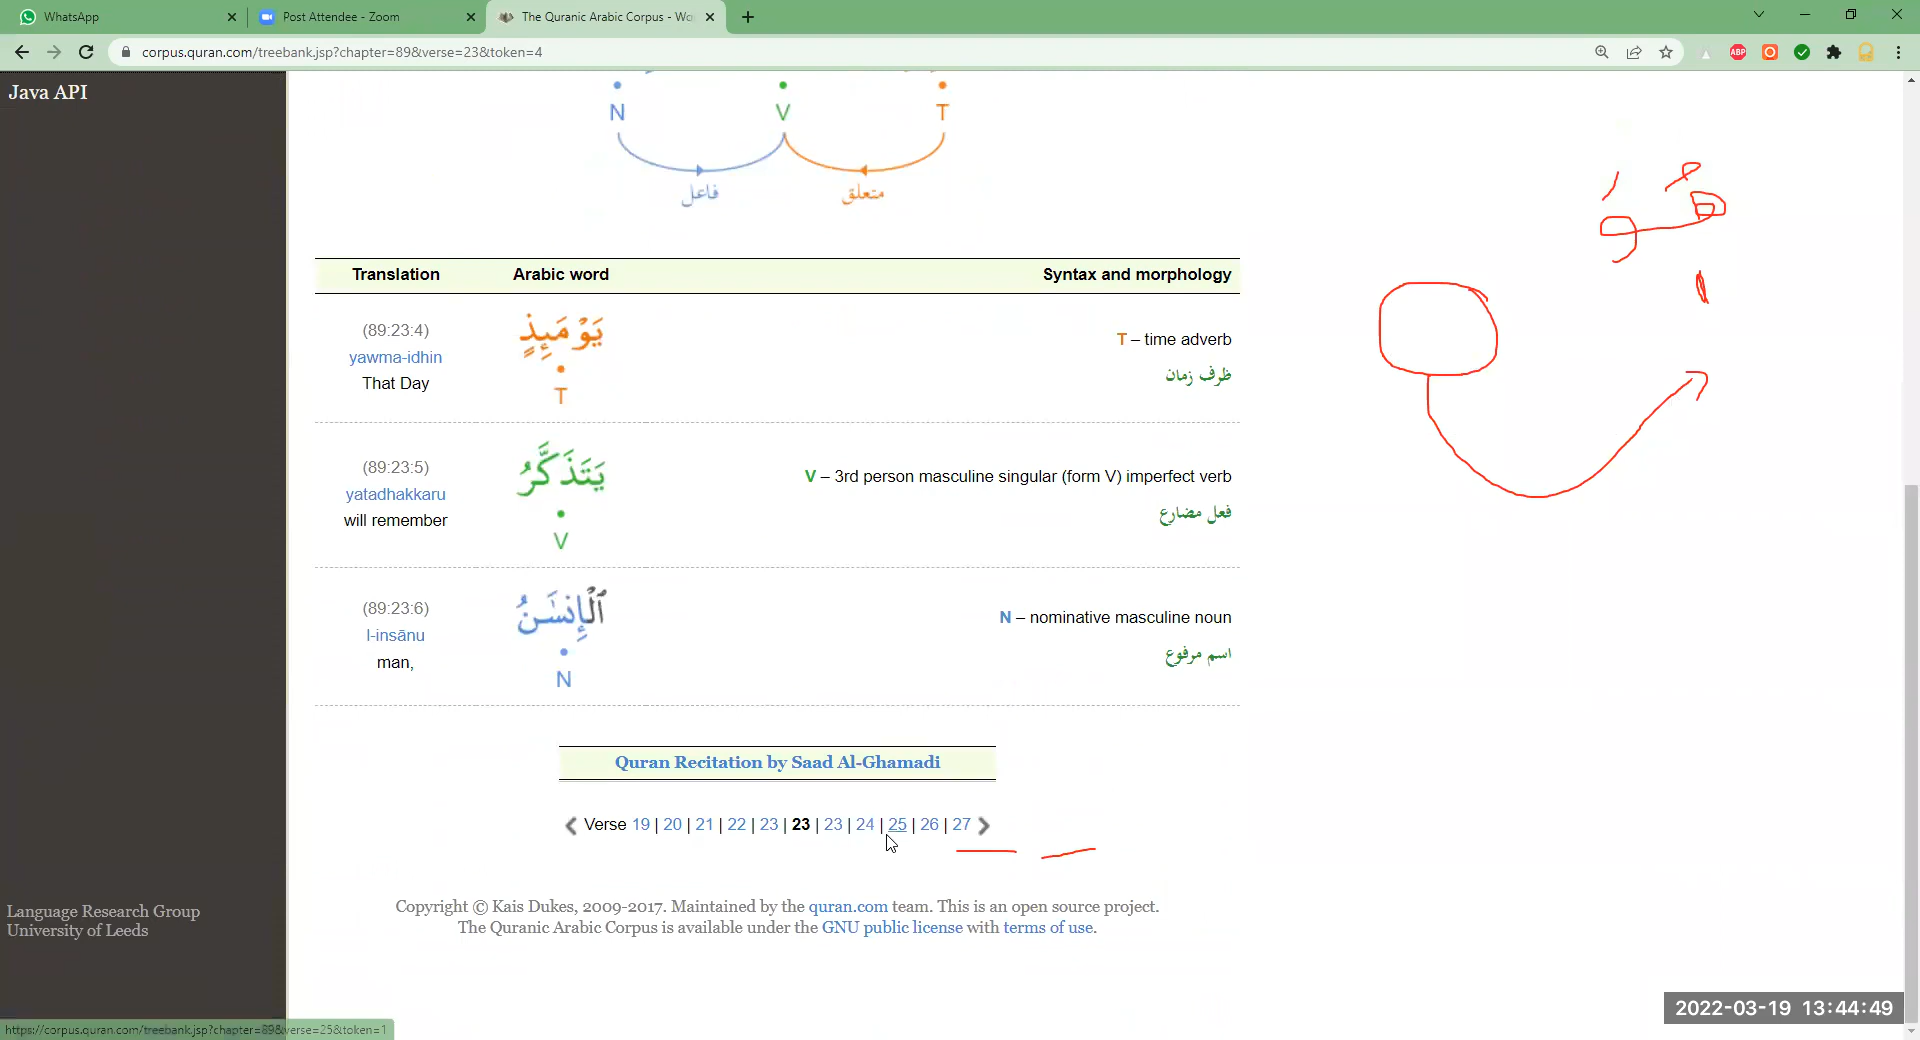 WhatsApp
Post Attendee - Zoom
The Quranic Arabic Corpus - Wo
corpus.quran.com/treebank.jsp?chapter=89&verse=23&token=4
ABP
Java API
N V T
فاعل متعلق
Translation Arabic word Syntax and morphology
(89:23:4)
yawma-idhin
That Day
يَوْمَئِذٍ
T
T – time adverb
ظرف زمان
(89:23:5)
yatadhakkaru
will remember
يَتَذَكَّرُ
V
V – 3rd person masculine singular (form V) imperfect verb
فعل مضارع
(89:23:6)
l-insānu
man,
ٱلْإِنسَٰنُ
N
N – nominative masculine noun
اسم مرفوع
Quran Recitation by Saad Al-Ghamadi
Verse 19 | 20 | 21 | 22 | 23 | 23 | 23 | 24 | 25 | 26 | 27
Language Research Group
University of Leeds
Copyright © Kais Dukes, 2009-2017. Maintained by the quran.com team. This is an open source project.
The Quranic Arabic Corpus is available under the GNU public license with terms of use.
2022-03-19 13:44:49
https://corpus.quran.com/treebank.jsp?chapter=89&verse=25&token=1